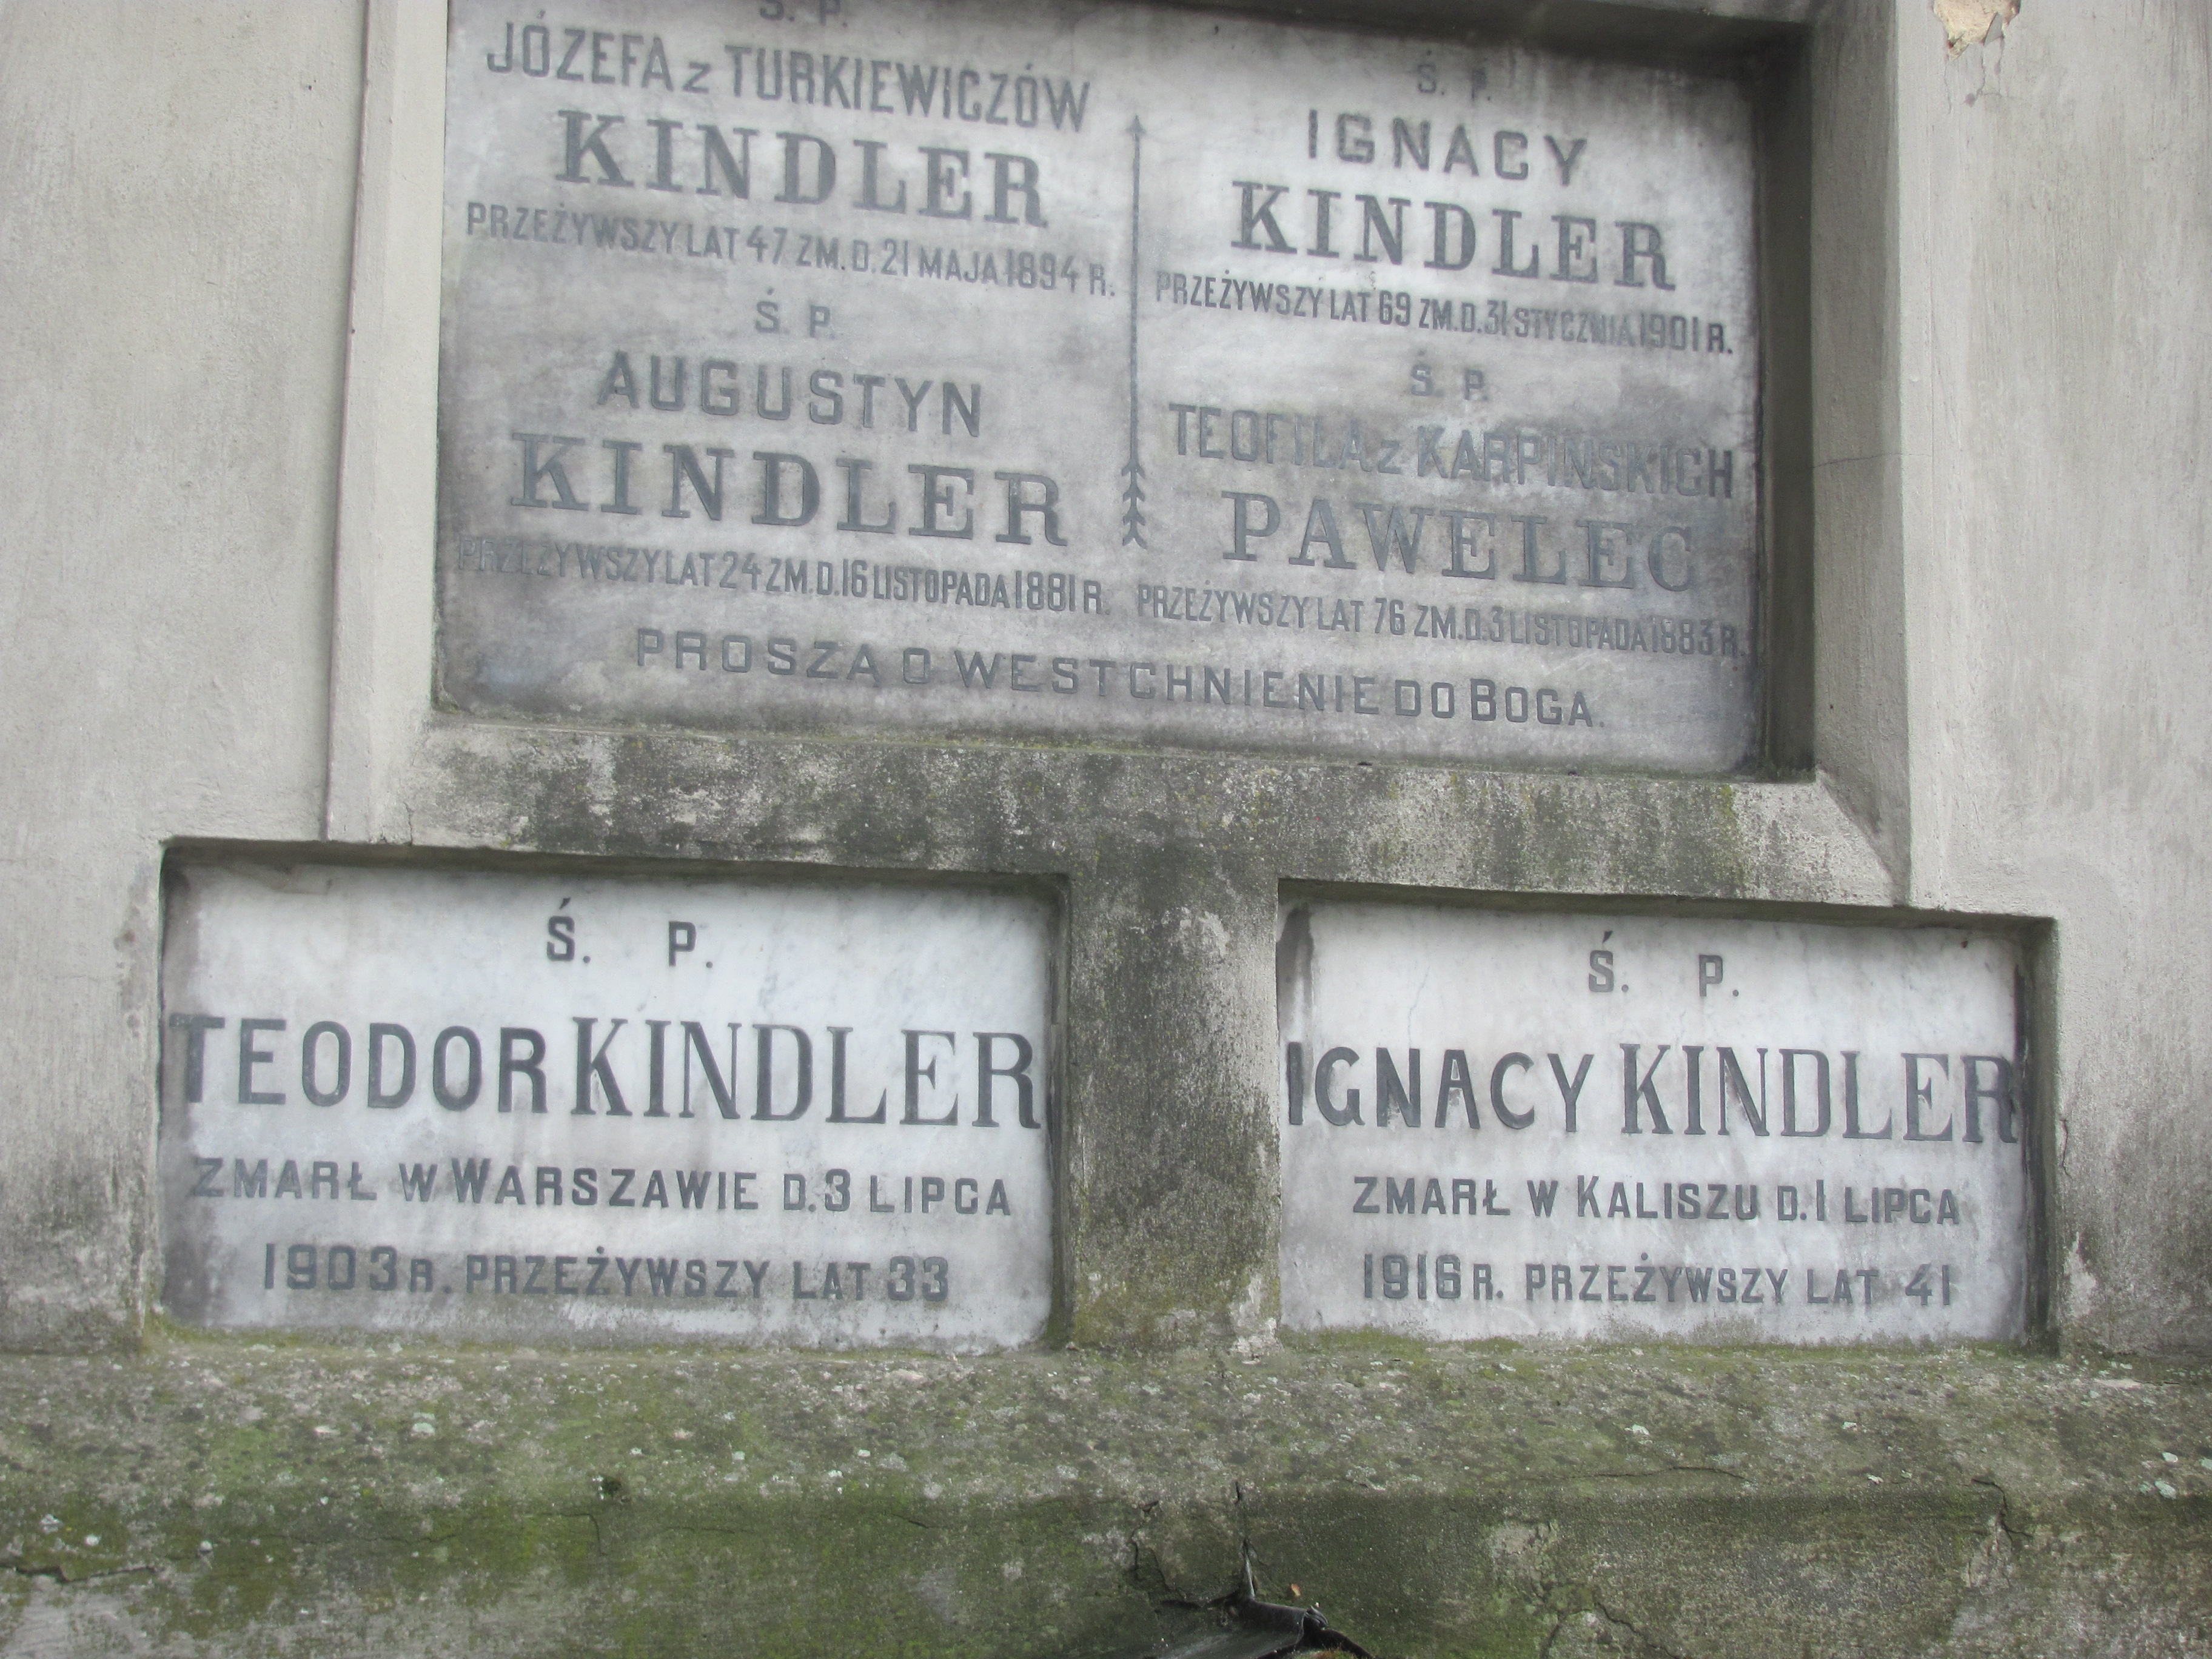 Ś. P.
JÓZEFA z TURKIEWICZÓW
KINDLER
PRZEŻYWSZY LAT 47 ZM. D. 21 MAJA 1894 R.
Ś. P.
AUGUSTYN
KINDLER
PRZEŻYWSZY LAT 24 ZM. D. 16 LISTOPADA 1881 R.
Ś. P.
IGNACY
KINDLER
PRZEŻYWSZY LAT 69 ZM. D. 31 STYCZNIA 1901 R.
Ś. P.
TEOFILA z KARPIŃSKICH
PAWELEC
PRZEŻYWSZY LAT 76 ZM. D. 3 LISTOPADA 1883 R.
PROSZĄ O WESTCHNIENIE DO BOGA.
Ś. P.
TEODOR KINDLER
ZMARŁ W WARSZAWIE D. 3 LIPCA
1903 R. PRZEŻYWSZY LAT 33
Ś. P.
IGNACY KINDLER
ZMARŁ W KALISZU D. 1 LIPCA
1916 R. PRZEŻYWSZY LAT 41